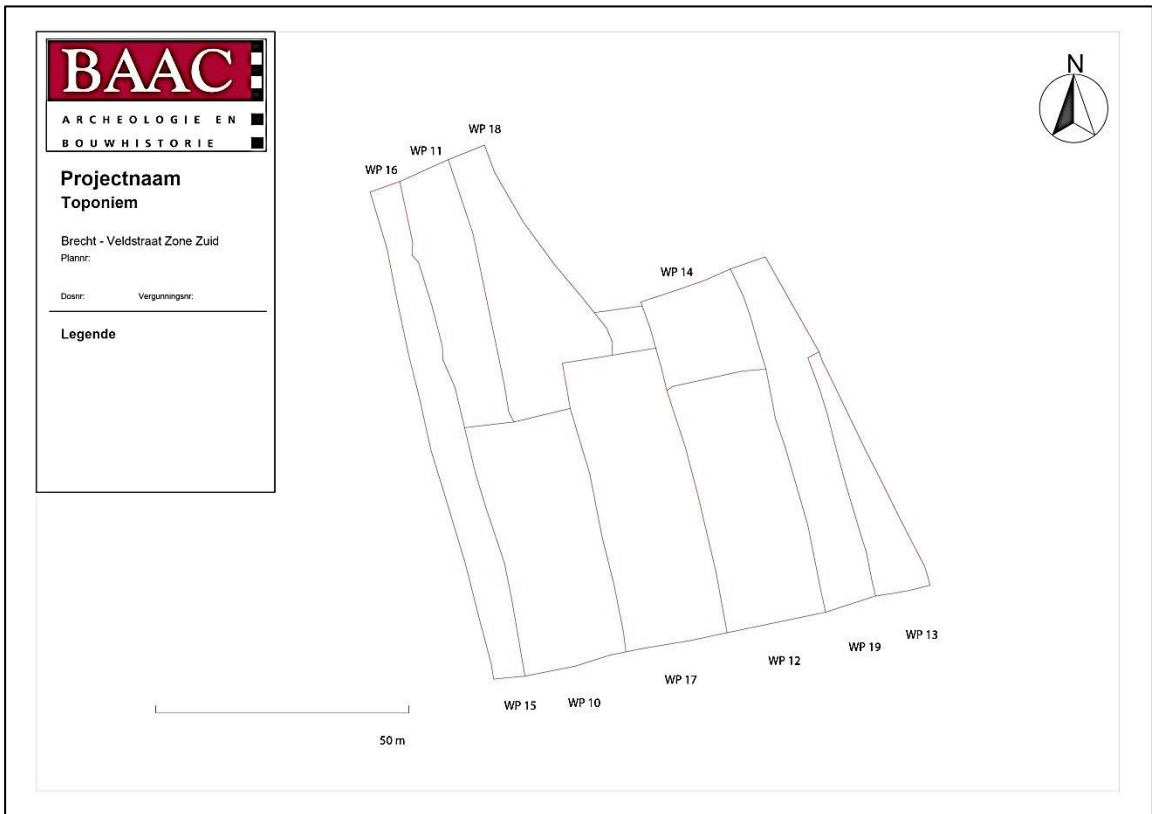 BAAC
ARCHEOLOGIE EN
BOUWHISTORIE
Projectnaam
Toponiem
Brecht - Veldstraat Zone Zuid
Plannr:
Dosnr: Vergunningsnr:
Legende
N
WP 18
WP 11
WP 16
WP 14
WP 13
WP 19
WP 12
WP 17
WP 10
WP 15
50 m